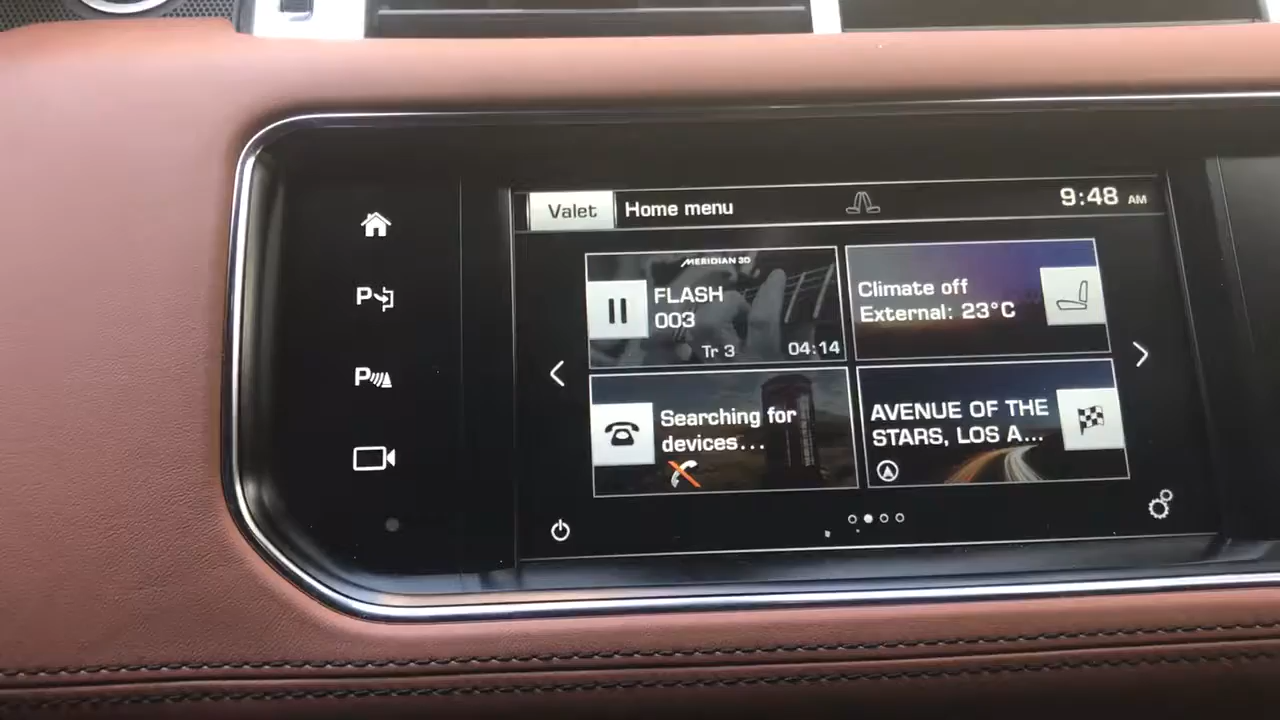 Valet
Home menu
9:48 AM
MERIDIAN 3D
FLASH
003
Tr 3
04:14
Climate off
External: 23°C
Searching for
devices...
AVENUE OF THE
STARS, LOS A...
P
P